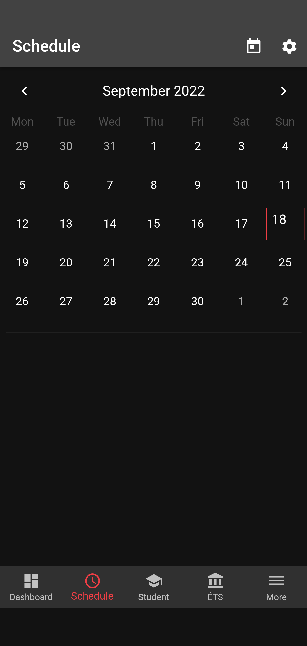 Schedule
September 2022
Mon Tue Wed Thu Fri Sat Sun
29 30 31 1 2 3 4
5 6 7 8 9 10 11
12 13 14 15 16 17 18
19 20 21 22 23 24 25
26 27 28 29 30 1 2
Dashboard Schedule Student ÉTS More